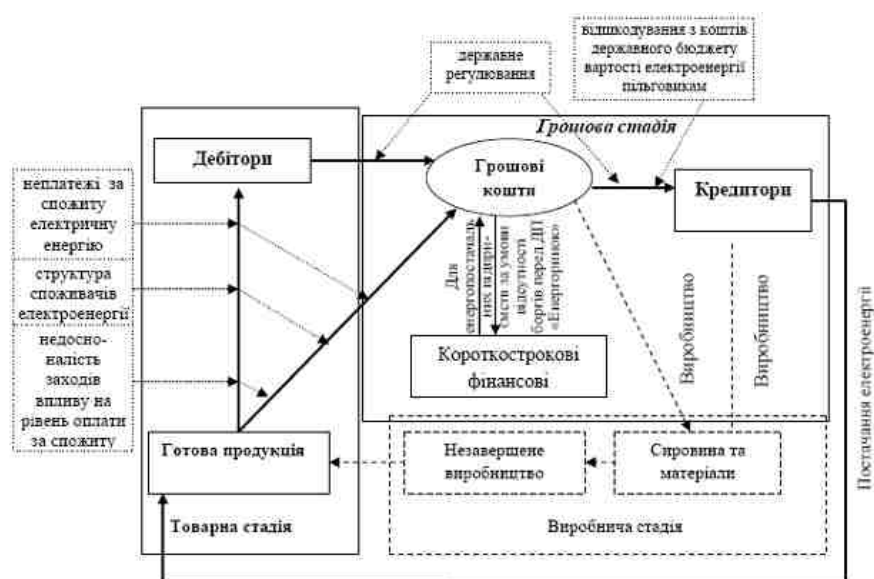 державне
регулювання
відшкодування з коштів
державного бюджету
вартості електроенергії
пільговикам
Грошова стадія
Дебітори
Грошові
кошти
Кредитори
неплатежі за
спожиту
електричну
енергію
структура
споживачів
електроенергії
недоско-
налість
заходів
впливу на
рівень оплати
за спожиту
Для
енергопостачаль
них підпри-
ємств за умови
відсутності
боргів перед ДП
«Енергоринок»
Короткострокові
фінансові
Виробництво
Виробництво
Постачання електроенергії
Готова продукція
Незавершене
виробництво
Сировина та
матеріали
Товарна стадія
Виробнича стадія